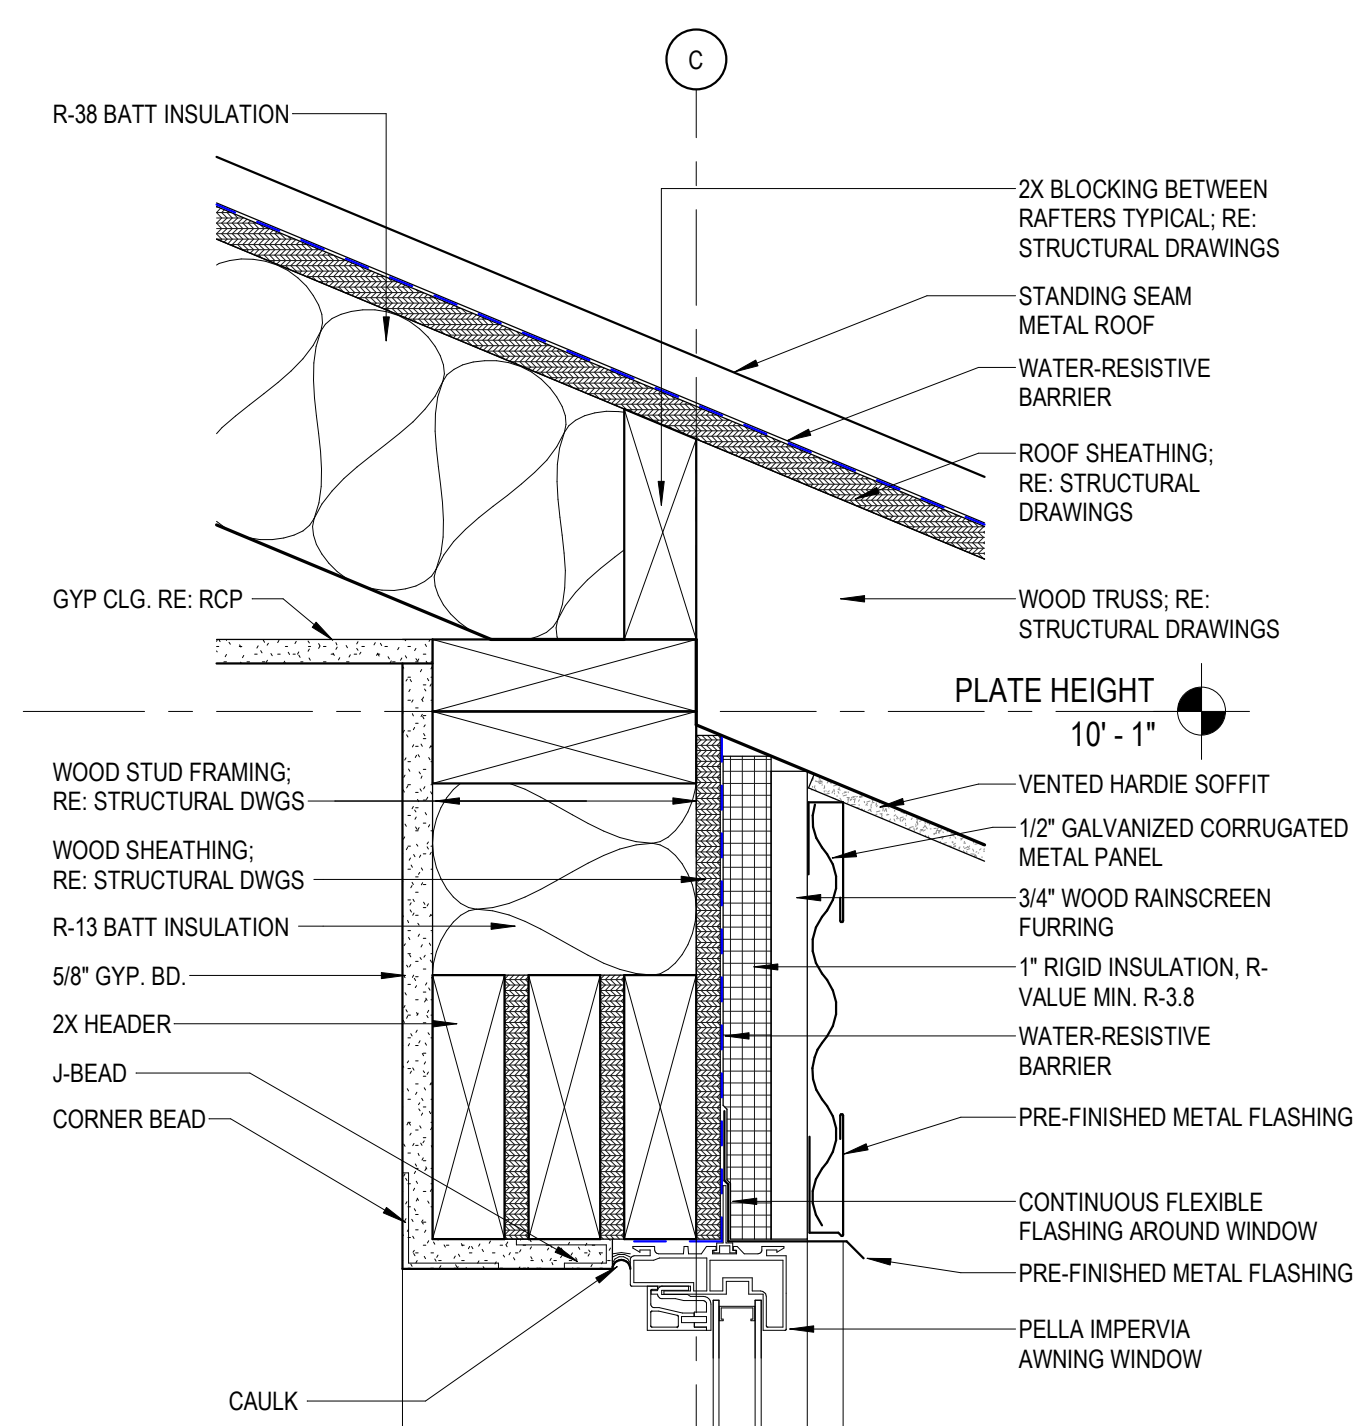 C
R-38 BATT INSULATION
2X BLOCKING BETWEEN
RAFTERS TYPICAL; RE:
STRUCTURAL DRAWINGS
STANDING SEAM
METAL ROOF
WATER-RESISTIVE
BARRIER
ROOF SHEATHING;
RE: STRUCTURAL
DRAWINGS
GYP CLG. RE: RCP
WOOD TRUSS; RE:
STRUCTURAL DRAWINGS
PLATE HEIGHT
10' - 1"
WOOD STUD FRAMING;
RE: STRUCTURAL DWGS
WOOD SHEATHING;
RE: STRUCTURAL DWGS
R-13 BATT INSULATION
5/8" GYP. BD.
2X HEADER
J-BEAD
CORNER BEAD
CAULK
VENTED HARDIE SOFFIT
1/2" GALVANIZED CORRUGATED
METAL PANEL
3/4" WOOD RAINSCREEN
FURRING
1" RIGID INSULATION, R-
VALUE MIN. R-3.8
WATER-RESISTIVE
BARRIER
PRE-FINISHED METAL FLASHING
CONTINUOUS FLEXIBLE
FLASHING AROUND WINDOW
PRE-FINISHED METAL FLASHING
PELLA IMPERVIA
AWNING WINDOW